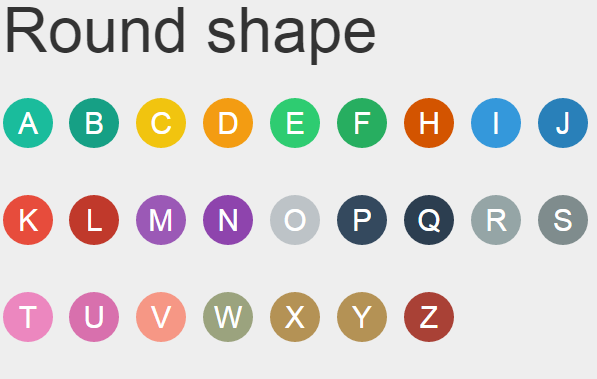 Round shape
A B C D E F H I J
K L M N O P Q R S
T U V W X Y Z